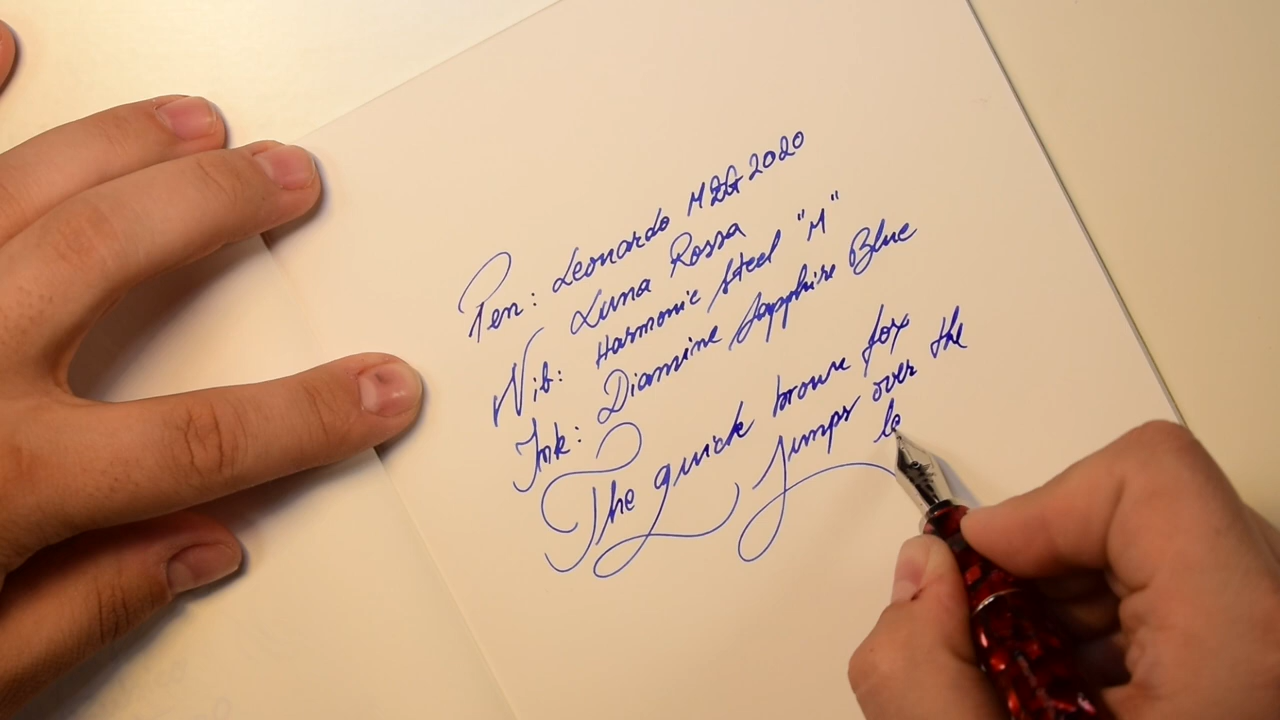 Pen: Leonardo MZG 2020
Luna Rossa
Nib: Harmonic Steel "M"
Ink: Diamine Sapphire Blue
The quick brown fox
jumps over the
la